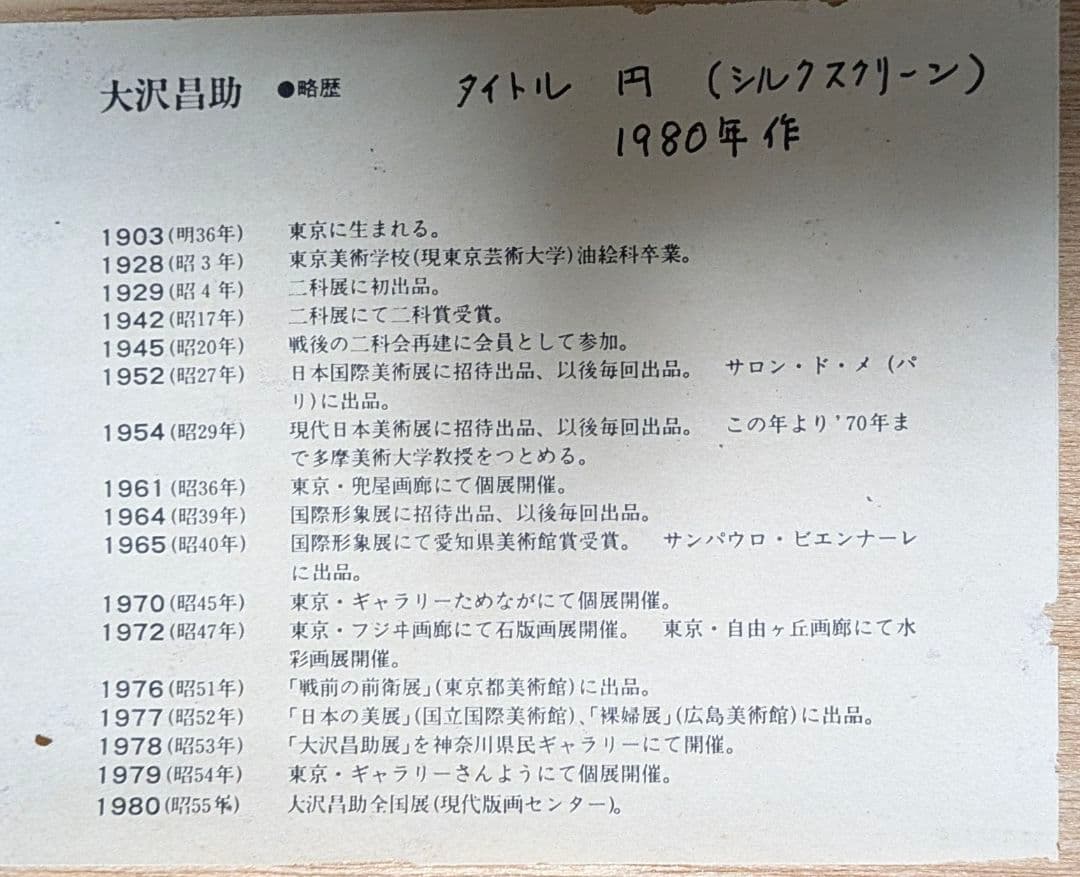 大沢昌助 ●略歴 タイトル 円 (シルクスクリーン)
1980年作
1903(明36年) 東京に生まれる。
1928(昭3年) 東京美術学校(現東京芸術大学)油絵科卒業。
1929(昭4年) 二科展に初出品。
1942(昭17年) 二科展にて二科賞受賞。
1945(昭20年) 戦後の二科会再建に会員として参加。
1952(昭27年) 日本国際美術展に招待出品、以後毎回出品。 サロン・ド・メ(パ
リ)に出品。
1954(昭29年) 現代日本美術展に招待出品、以後毎回出品。 この年より'70年ま
で多摩美術大学教授をつとめる。
1961(昭36年) 東京・兜屋画廊にて個展開催。
1964(昭39年) 国際形象展に招待出品、以後毎回出品。
1965(昭40年) 国際形象展にて愛知県美術館賞受賞。 サンパウロ・ビエンナーレ
に出品。
1970(昭45年) 東京・ギャラリーためながにて個展開催。
1972(昭47年) 東京・フジヰ画廊にて石版画展開催。 東京・自由ヶ丘画廊にて水
彩画展開催。
1976(昭51年) 「戦前の前衛展」(東京都美術館)に出品。
1977(昭52年) 「日本の美展」(国立国際美術館)、「裸婦展」(広島美術館)に出品。
1978(昭53年) 「大沢昌助展」を神奈川県民ギャラリーにて開催。
1979(昭54年) 東京・ギャラリーさんようにて個展開催。
1980(昭55年) 大沢昌助全国展(現代版画センター)。